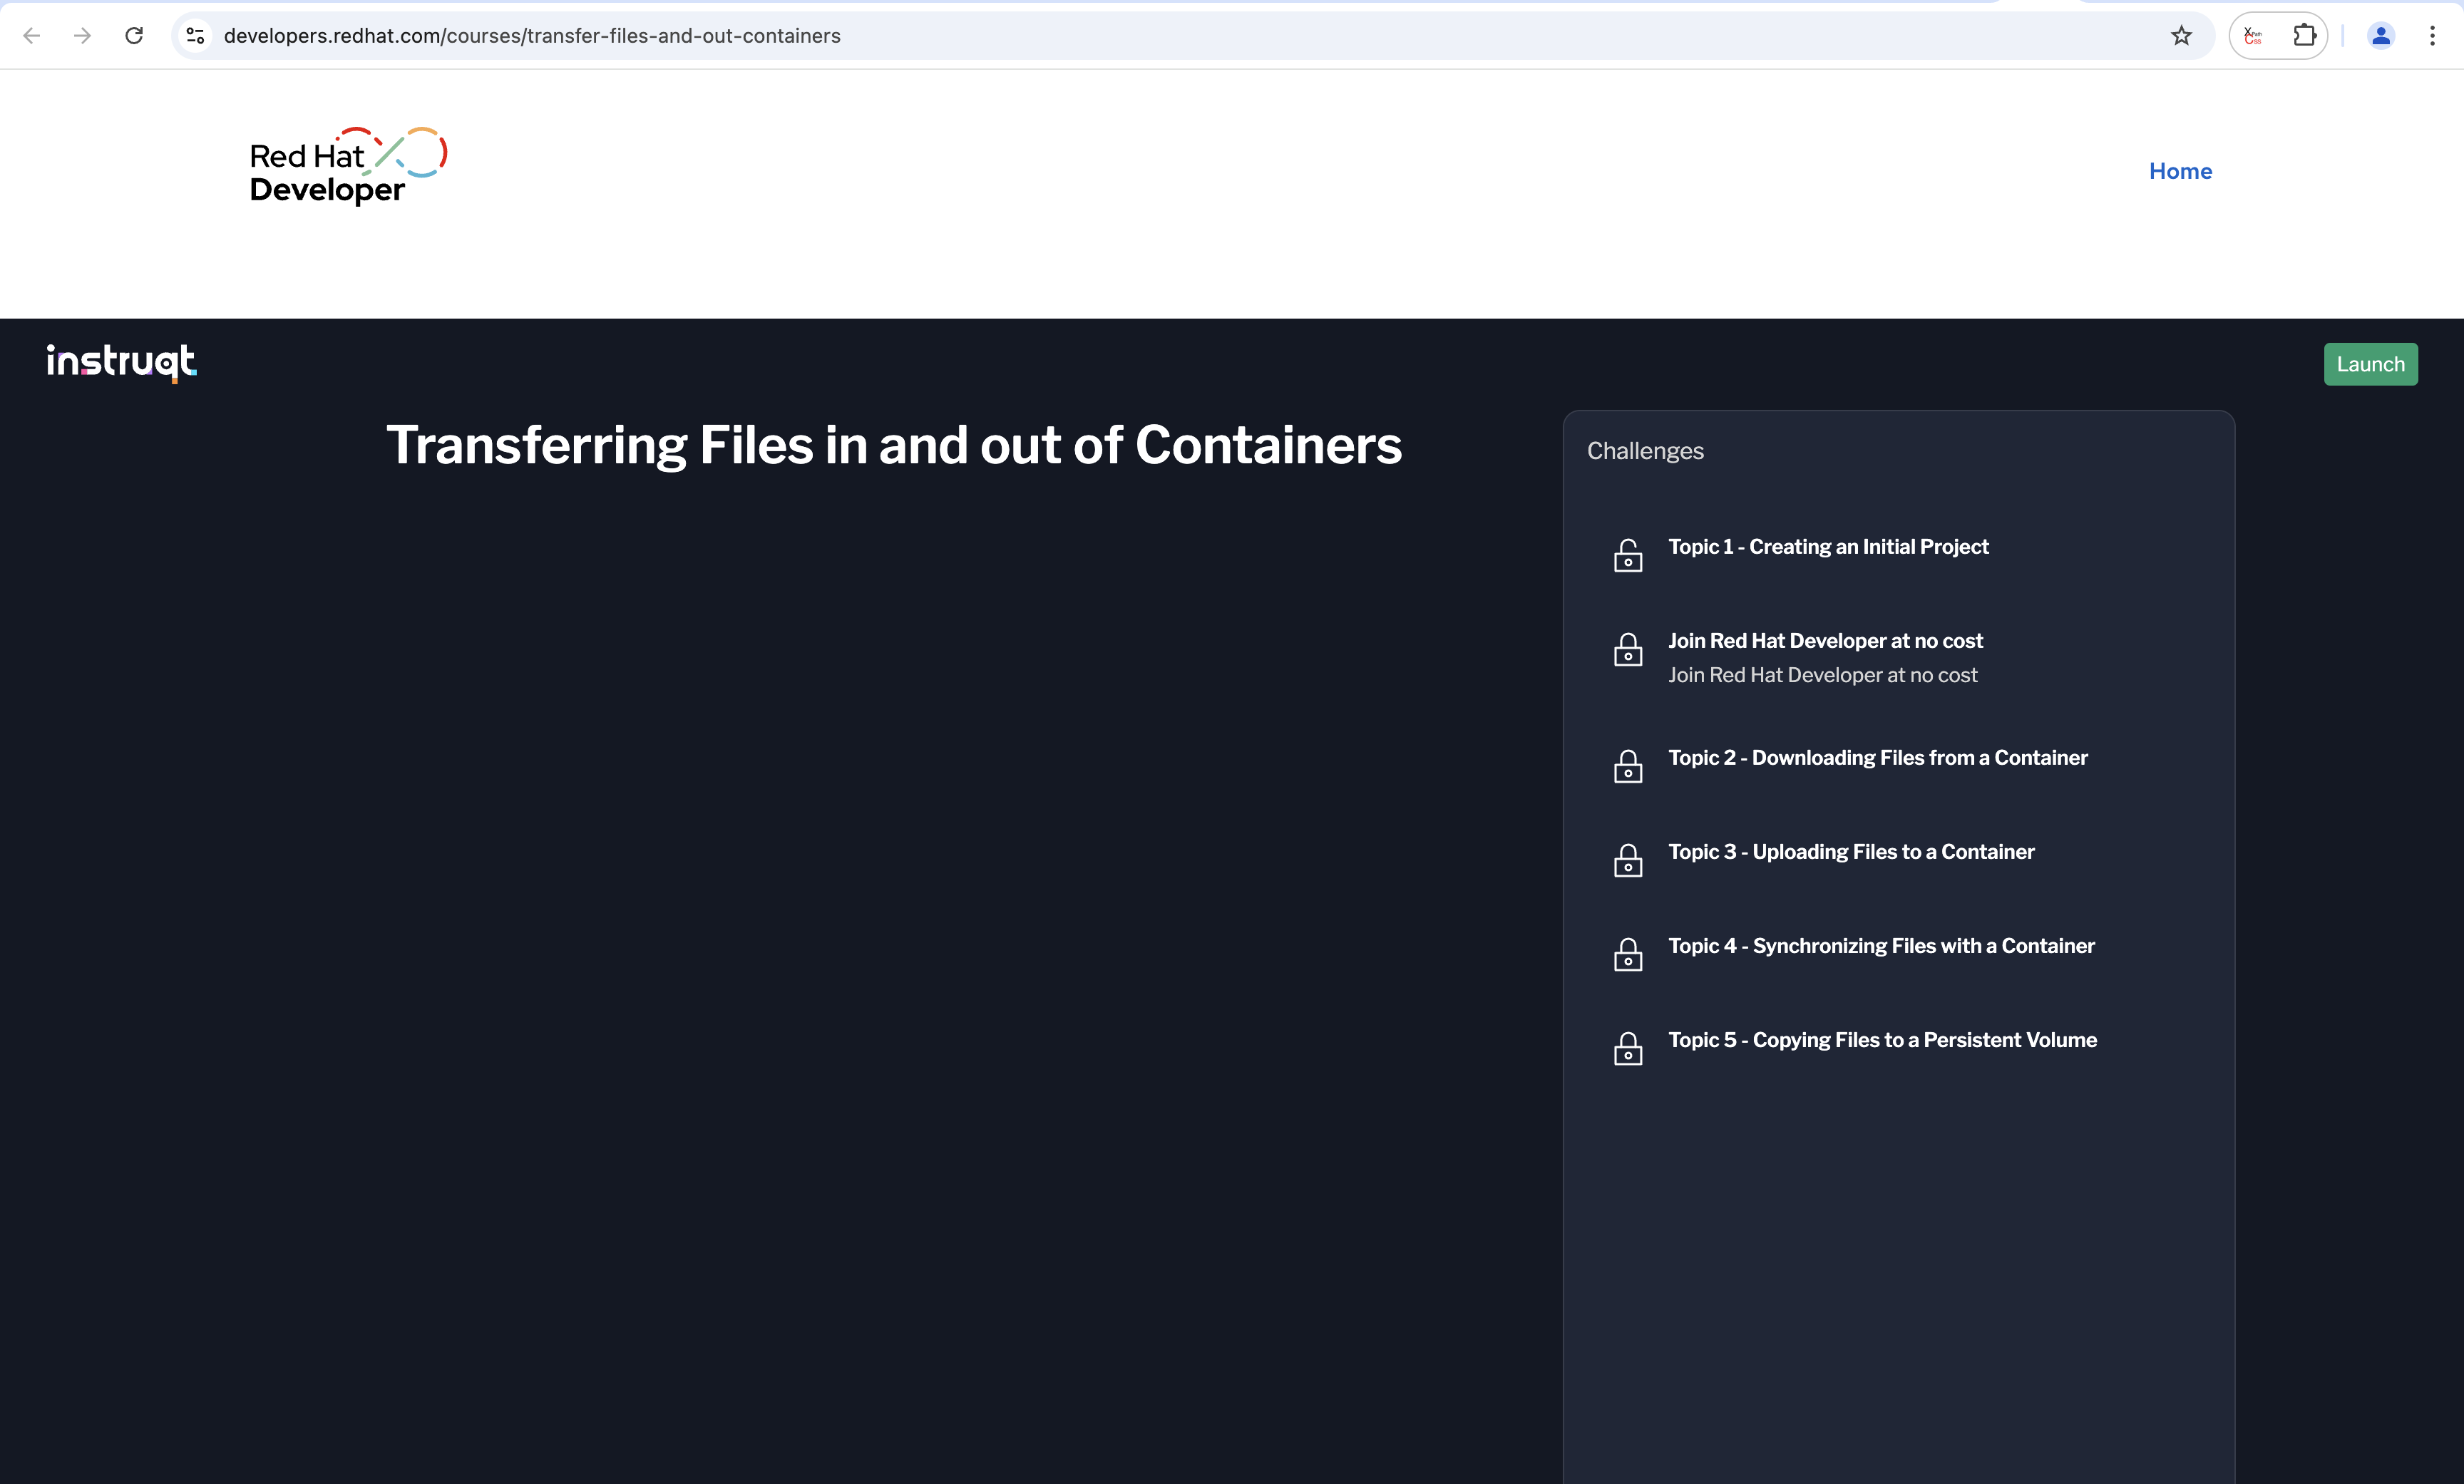 developers.redhat.com/courses/transfer-files-and-out-containers
XPath
Css
Red Hat
Developer
Home
instruqt
Launch
Transferring Files in and out of Containers
Challenges
Topic 1 - Creating an Initial Project
Join Red Hat Developer at no cost
Join Red Hat Developer at no cost
Topic 2 - Downloading Files from a Container
Topic 3 - Uploading Files to a Container
Topic 4 - Synchronizing Files with a Container
Topic 5 - Copying Files to a Persistent Volume